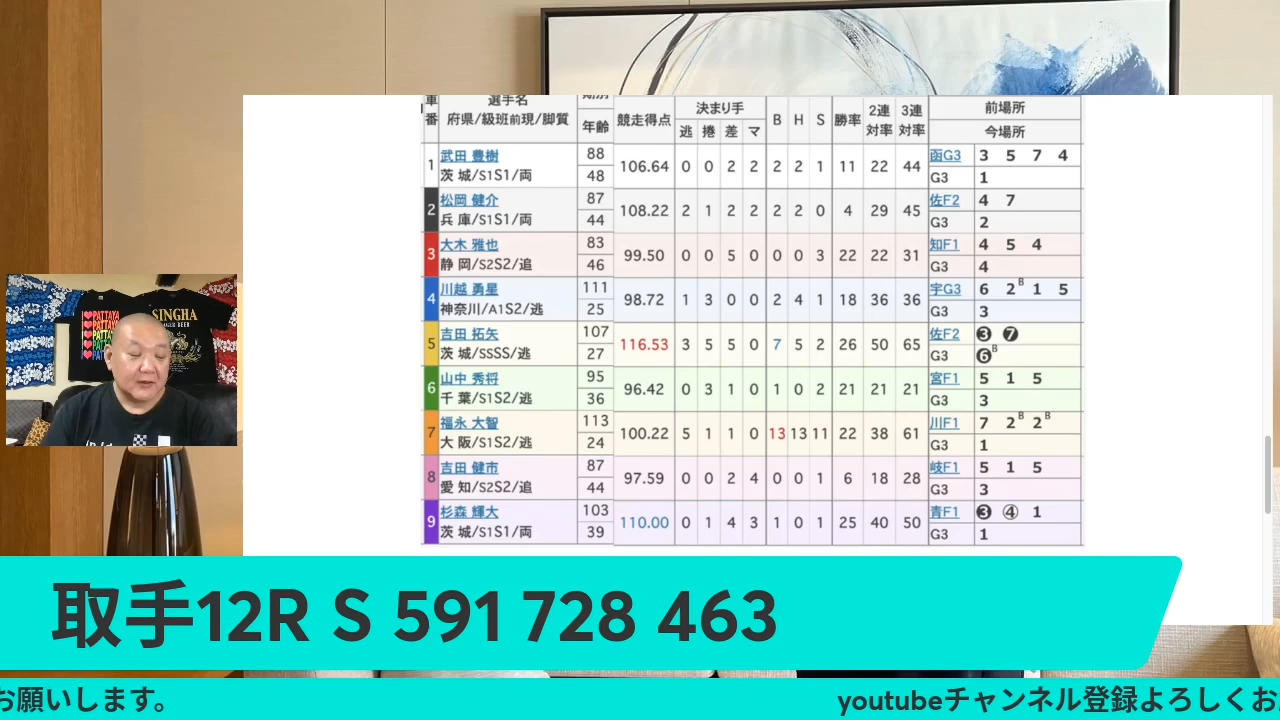 車番 選手名 府県/級班前現/脚質 期別 年齢 競走得点 決まり手 逃 捲 差 マ B H S 勝率 2連対率 3連対率 前場所 今場所
1 武田 豊樹 88 106.64 0 0 2 2 2 2 1 11 22 44 函G3 3 5 7 4
茨 城/S1S1/両 48 G3 1
2 松岡 健介 87 108.22 2 1 2 2 2 2 0 4 29 45 佐F2 4 7
兵 庫/S1S1/両 44 G3 2
3 大木 雅也 83 99.50 0 0 5 0 0 0 3 22 22 31 知F1 4 5 4
静 岡/S2S2/追 46 G3 4
4 川越 勇星 111 98.72 1 3 0 0 2 4 1 18 36 36 宇G3 6 2B 1 5
神奈川/A1S2/逃 25 G3 3
5 吉田 拓矢 107 116.53 3 5 5 0 7 5 2 26 50 65 佐F2 ❸ ❼
茨 城/SSSS/逃 27 G3 ❻B
6 山中 秀将 95 96.42 0 3 1 0 1 0 2 21 21 21 宮F1 5 1 5
千 葉/S1S2/逃 36 G3 3
7 福永 大智 113 100.22 5 1 1 0 13 13 11 22 38 61 川F1 7 2B 2B
大 阪/S1S2/逃 24 G3 1
8 吉田 健市 87 97.59 0 0 2 4 0 0 1 6 18 28 岐F1 5 1 5
愛 知/S2S2/追 44 G3 3
9 杉森 輝大 103 110.00 0 1 4 3 1 0 1 25 40 50 青F1 ❸ ④ 1
茨 城/S1S1/両 39 G3 1
PATTAYA
PATTAYA
PATTAYA
PATTAYA
SINGHA
LAGER BEER
取手12R S 591 728 463
お願いします。 youtubeチャンネル登録よろしくお